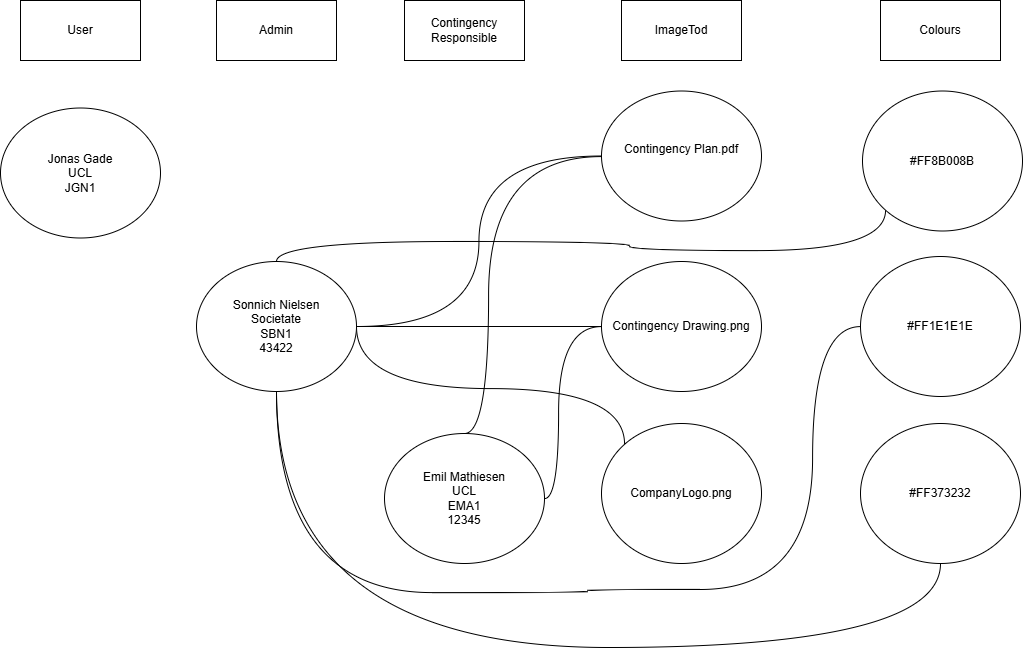 User
Admin
Contingency
Responsible
ImageTod
Colours
Jonas Gade
UCL
JGN1
Contingency Plan.pdf
#FF8B008B
Sonnich Nielsen
Societate
SBN1
43422
Contingency Drawing.png
#FF1E1E1E
Emil Mathiesen
UCL
EMA1
12345
CompanyLogo.png
#FF373232